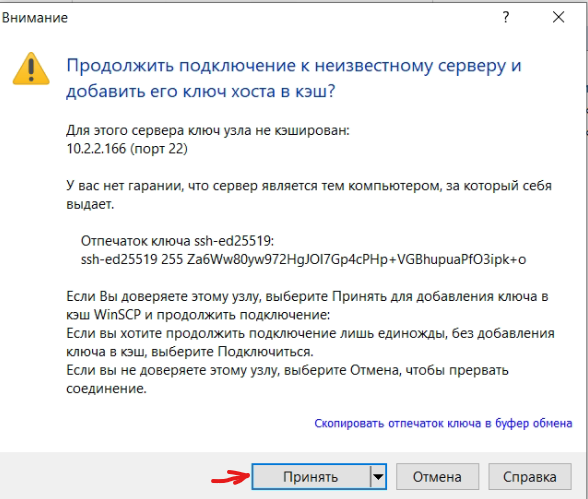 Внимание
?
Продолжить подключение к неизвестному серверу и
добавить его ключ хоста в кэш?
Для этого сервера ключ узла не кэширован:
10.2.2.166 (порт 22)
У вас нет гарании, что сервер является тем компьютером, за который себя
выдает.
Отпечаток ключа ssh-ed25519:
ssh-ed25519 255 Za6Ww80yw972HgJOI7Gp4cPHp+VGBhupuaPfO3ipk+o
Если Вы доверяете этому узлу, выберите Принять для добавления ключа в
кэш WinSCP и продолжить подключение:
Если вы хотите продолжить подключение лишь единожды, без добавления
ключа в кэш, выберите Подключиться.
Если вы не доверяете этому узлу, выберите Отмена, чтобы прервать
соединение.
Скопировать отпечаток ключа в буфер обмена
Принять Отмена Справка